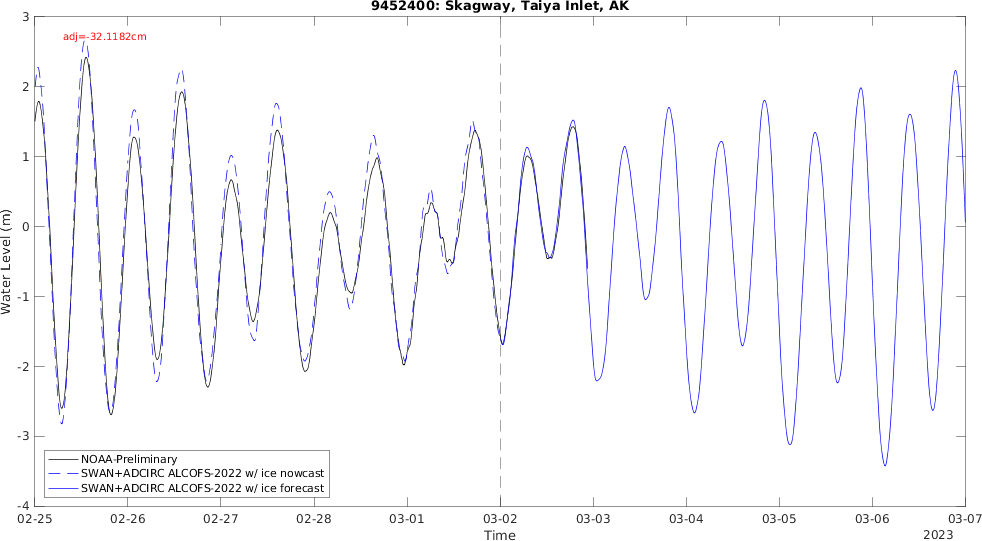 9452400: Skagway, Taiya Inlet, AK
adj=-32.1182cm
3
2
1
0
-1
-2
-3
-4
Water Level (m)
NOAA-Preliminary
SWAN+ADCIRC ALCOFS-2022 w/ ice nowcast
SWAN+ADCIRC ALCOFS-2022 w/ ice forecast
02-25 02-26 02-27 02-28 03-01 03-02 03-03 03-04 03-05 03-06 03-07
Time
2023